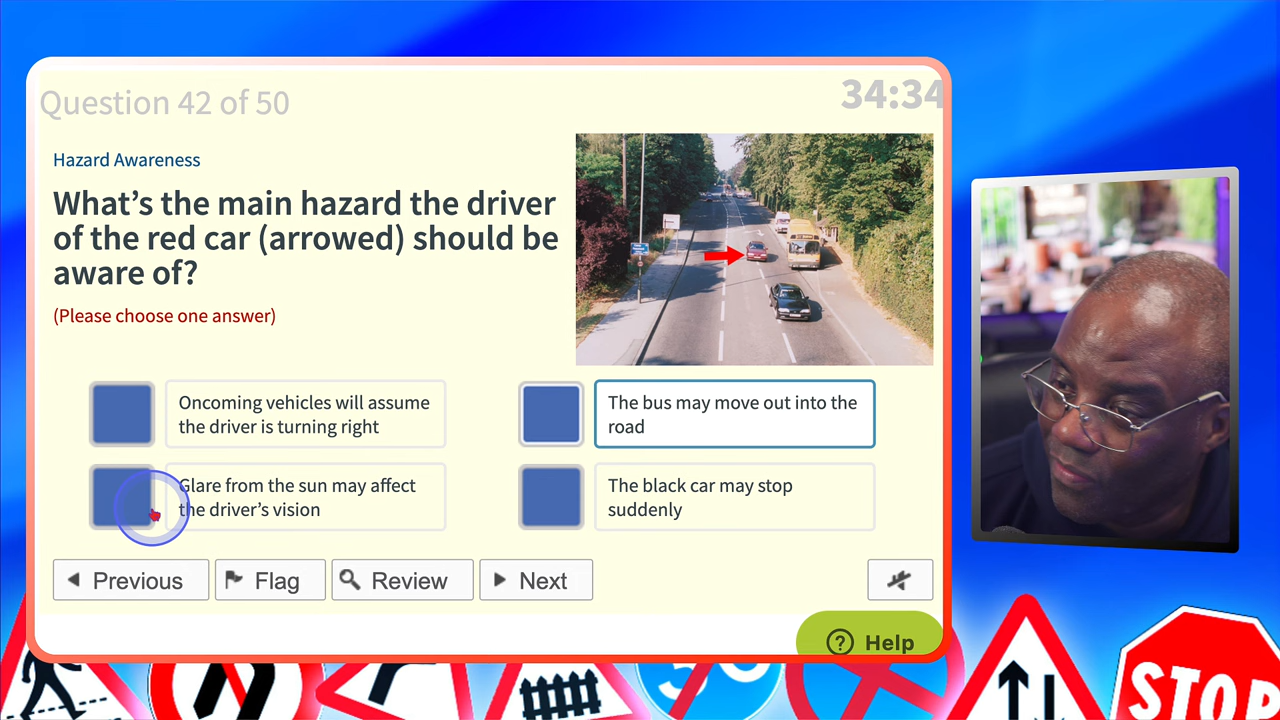 Question 42 of 50
34:34
Hazard Awareness
What's the main hazard the driver
of the red car (arrowed) should be
aware of?
(Please choose one answer)
Oncoming vehicles will assume
the driver is turning right
The bus may move out into the
road
Glare from the sun may affect
the driver's vision
The black car may stop
suddenly
Previous
Flag
Review
Next
Help
STOP